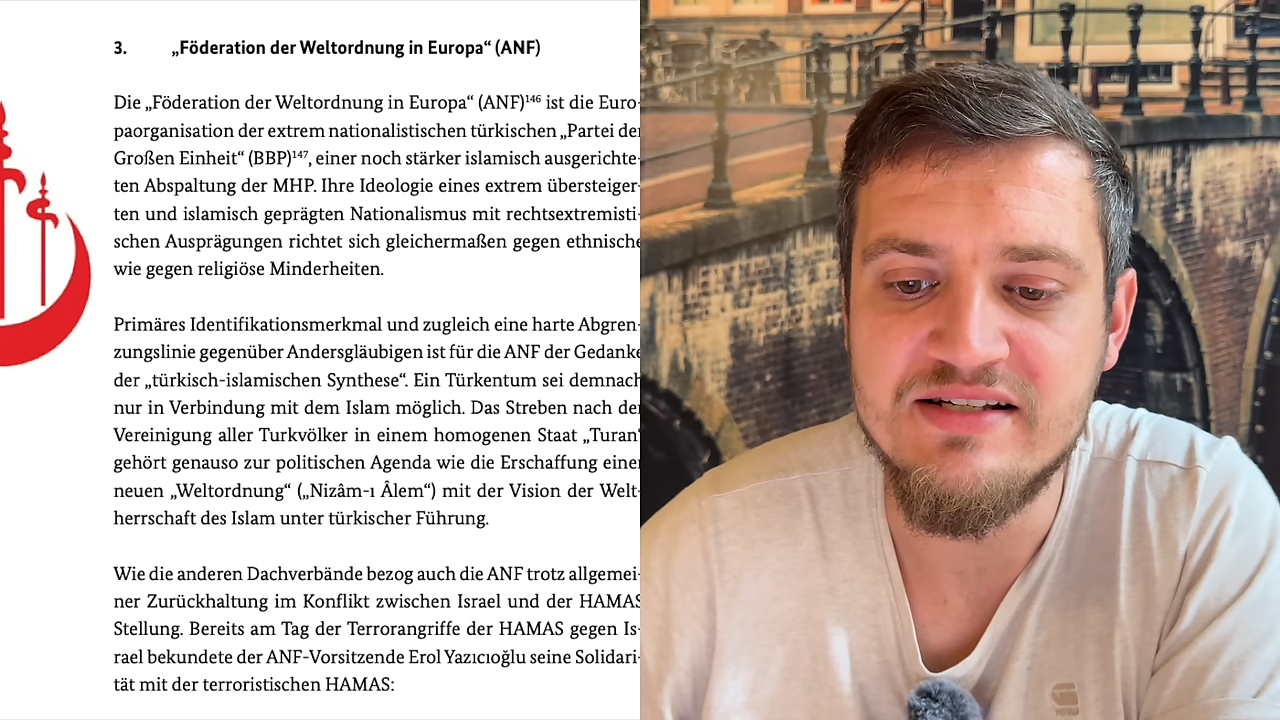 3. „Föderation der Weltordnung in Europa“ (ANF)
Die „Föderation der Weltordnung in Europa“ (ANF)¹⁴⁶ ist die Euro-
paorganisation der extrem nationalistischen türkischen „Partei der
Großen Einheit“ (BBP)¹⁴⁷, einer noch stärker islamisch ausgerichte-
ten Abspaltung der MHP. Ihre Ideologie eines extrem übersteiger-
ten und islamisch geprägten Nationalismus mit rechtsextremisti-
schen Ausprägungen richtet sich gleichermaßen gegen ethnische
wie gegen religiöse Minderheiten.
Primäres Identifikationsmerkmal und zugleich eine harte Abgren-
zungslinie gegenüber Andersgläubigen ist für die ANF der Gedanke
der „türkisch-islamischen Synthese“. Ein Türkentum sei demnach
nur in Verbindung mit dem Islam möglich. Das Streben nach der
Vereinigung aller Turkvölker in einem homogenen Staat „Turan“
gehört genauso zur politischen Agenda wie die Erschaffung einer
neuen „Weltordnung“ („Nizâm-ı Âlem“) mit der Vision der Welt-
herrschaft des Islam unter türkischer Führung.
Wie die anderen Dachverbände bezog auch die ANF trotz allgemei-
ner Zurückhaltung im Konflikt zwischen Israel und der HAMAS
Stellung. Bereits am Tag der Terrorangriffe der HAMAS gegen Is-
rael bekundete der ANF-Vorsitzende Erol Yazıcıoğlu seine Solidari-
tät mit der terroristischen HAMAS: